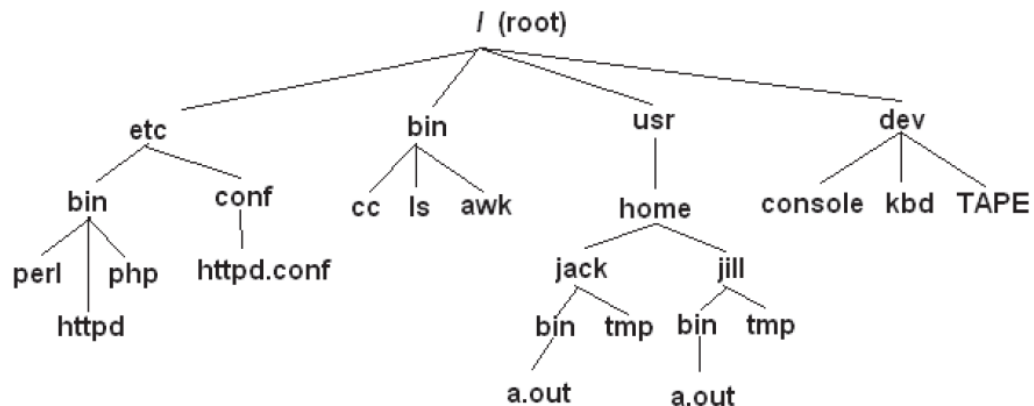 / (root)
etc bin usr dev
bin conf cc ls awk home console kbd TAPE
perl php httpd.conf jack jill
httpd bin tmp bin tmp
a.out a.out